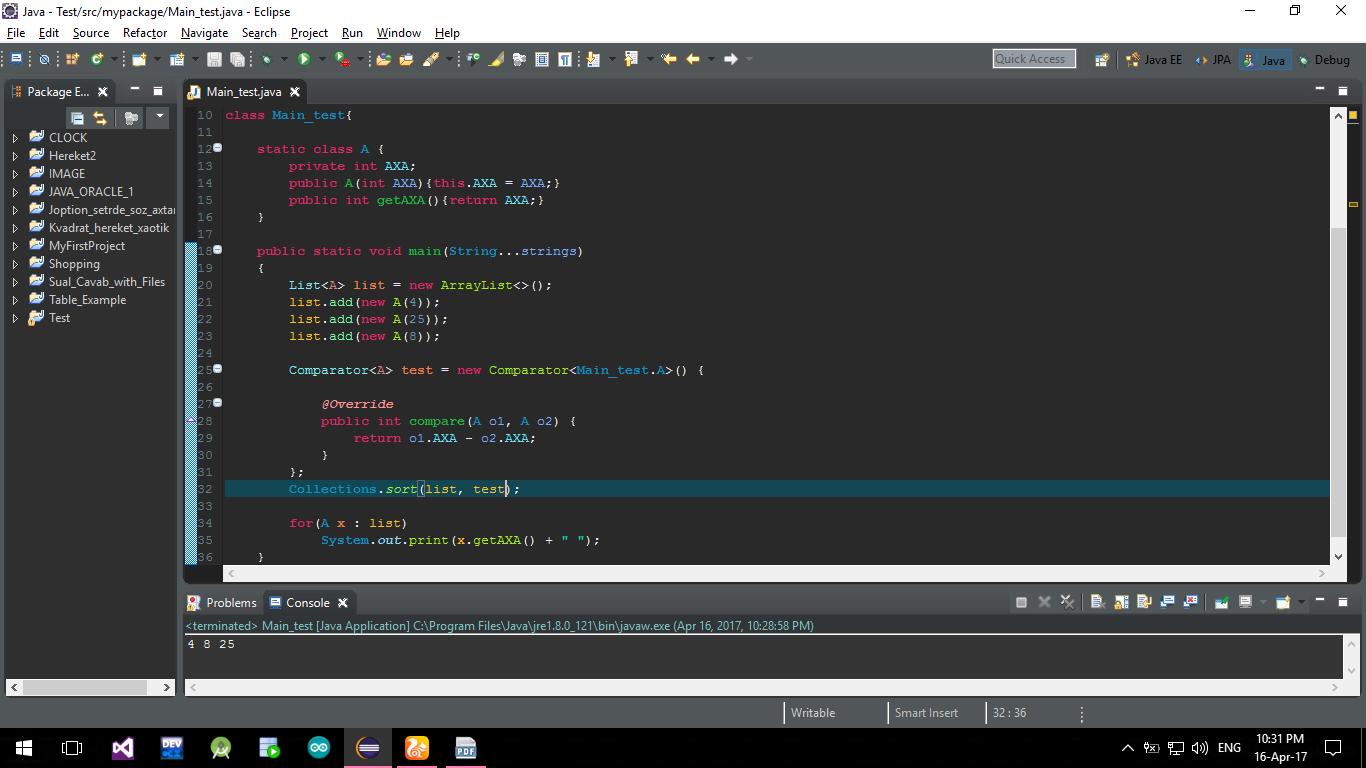 Java - Test/src/mypackage/Main_test.java - Eclipse
File Edit Source Refactor Navigate Search Project Run Window Help
Quick Access Java EE JPA Java Debug
Package E...
CLOCK
Hereket2
IMAGE
JAVA_ORACLE_1
Joption_setrde_soz_axtar
Kvadrat_hereket_xaotik
MyFirstProject
Shopping
Sual_Cavab_with_Files
Table_Example
Test
Main_test.java
10 class Main_test{
11
12 static class A {
13 private int AXA;
14 public A(int AXA){this.AXA = AXA;}
15 public int getAXA(){return AXA;}
16 }
17
18 public static void main(String...strings)
19 {
20 List<A> list = new ArrayList<>();
21 list.add(new A(4));
22 list.add(new A(25));
23 list.add(new A(8));
24
25 Comparator<A> test = new Comparator<Main_test.A>() {
26
27 @Override
28 public int compare(A o1, A o2) {
29 return o1.AXA - o2.AXA;
30 }
31 };
32 Collections.sort(list, test);
33
34 for(A x : list)
35 System.out.print(x.getAXA() + " ");
36 }
Problems Console
<terminated> Main_test [Java Application] C:\Program Files\Java\jre1.8.0_121\bin\javaw.exe (Apr 16, 2017, 10:28:58 PM)
4 8 25
Writable Smart Insert 32 : 36
DEV PDF ENG 10:31 PM
16-Apr-17